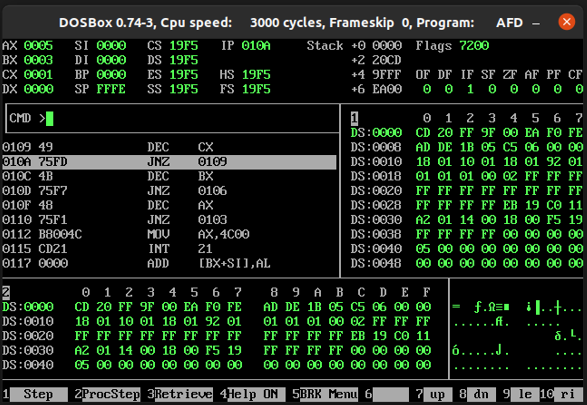 DOSBox 0.74-3, Cpu speed: 3000 cycles, Frameskip 0, Program: AFD
AX 0005 SI 0000 CS 19F5 IP 010A Stack +0 0000 Flags 7200
BX 0003 DI 0000 DS 19F5 +2 20CD
CX 0001 BP 0000 ES 19F5 HS 19F5 +4 9FFF OF DF IF SF ZF AF PF CF
DX 0000 SP FFFE SS 19F5 FS 19F5 +6 EA00 0 0 1 0 0 0 0 0
CMD >
1 0 1 2 3 4 5 6 7
DS:0000 CD 20 FF 9F 00 EA F0 FE
DS:0008 AD DE 1B 05 C5 06 00 00
DS:0010 18 01 10 01 18 01 92 01
DS:0018 01 01 01 00 02 FF FF FF
DS:0020 FF FF FF FF FF FF FF FF
DS:0028 FF FF FF FF EB 19 C0 11
DS:0030 A2 01 14 00 18 00 F5 19
DS:0038 FF FF FF FF 00 00 00 00
DS:0040 05 00 00 00 00 00 00 00
DS:0048 00 00 00 00 00 00 00 00
0109 49 DEC CX
010A 75FD JNZ 0109
010C 4B DEC BX
010D 75F7 JNZ 0106
010F 48 DEC AX
0110 75F1 JNZ 0103
0112 B8004C MOV AX,4C00
0115 CD21 INT 21
0117 0000 ADD [BX+SI],AL
2 0 1 2 3 4 5 6 7 8 9 A B C D E F
DS:0000 CD 20 FF 9F 00 EA F0 FE AD DE 1B 05 C5 06 00 00
DS:0010 18 01 10 01 18 01 92 01 01 01 01 00 02 FF FF FF
DS:0020 FF FF FF FF FF FF FF FF FF FF FF FF EB 19 C0 11
DS:0030 A2 01 14 00 18 00 F5 19 FF FF FF FF 00 00 00 00
DS:0040 05 00 00 00 00 00 00 00 00 00 00 00 00 00 00 00
1 Step 2 ProcStep 3 Retrieve 4 Help ON 5 BRK Menu 6 7 up 8 dn 9 le 10 ri